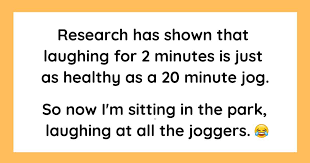 Research has shown that
laughing for 2 minutes is just
as healthy as a 20 minute jog.
So now I'm sitting in the park,
laughing at all the joggers. 😂